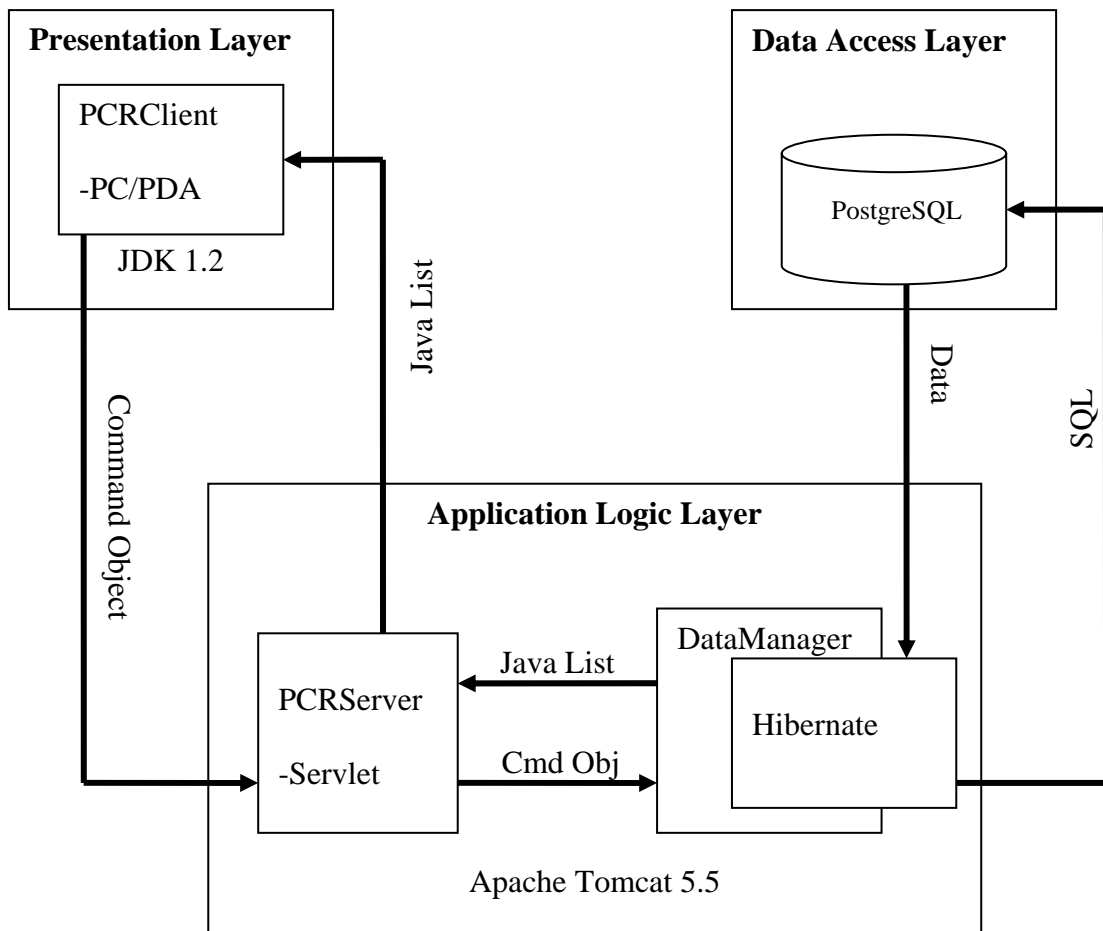 Presentation Layer
PCRClient
-PC/PDA
JDK 1.2
Java List
Command Object
Data Access Layer
PostgreSQL
Data
SQL
Application Logic Layer
PCRServer
-Servlet
Java List
Cmd Obj
DataManager
Hibernate
Apache Tomcat 5.5